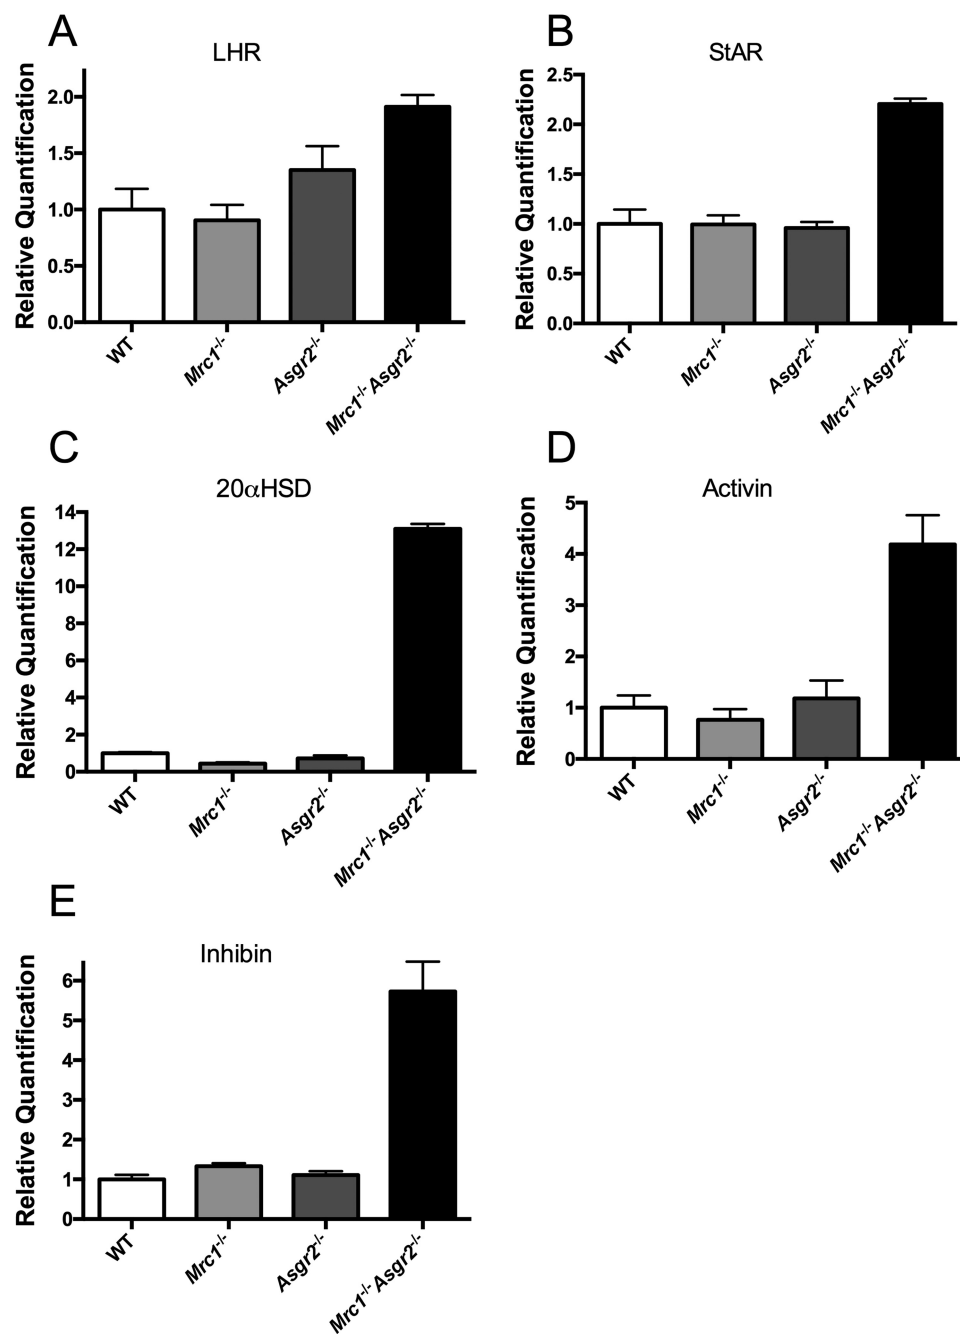 A
LHR
Relative Quantification
2.0
1.5
1.0
0.5
0.0
WT
Mrc1-/-
Asgr2-/-
Mrc1-/- Asgr2-/-
B
StAR
Relative Quantification
2.5
2.0
1.5
1.0
0.5
0.0
WT
Mrc1-/-
Asgr2-/-
Mrc1-/- Asgr2-/-
C
20αHSD
Relative Quantification
14
12
10
8
6
4
2
0
WT
Mrc1-/-
Asgr2-/-
Mrc1-/- Asgr2-/-
D
Activin
Relative Quantification
5
4
3
2
1
0
WT
Mrc1-/-
Asgr2-/-
Mrc1-/- Asgr2-/-
E
Inhibin
Relative Quantification
6
5
4
3
2
1
0
WT
Mrc1-/-
Asgr2-/-
Mrc1-/- Asgr2-/-